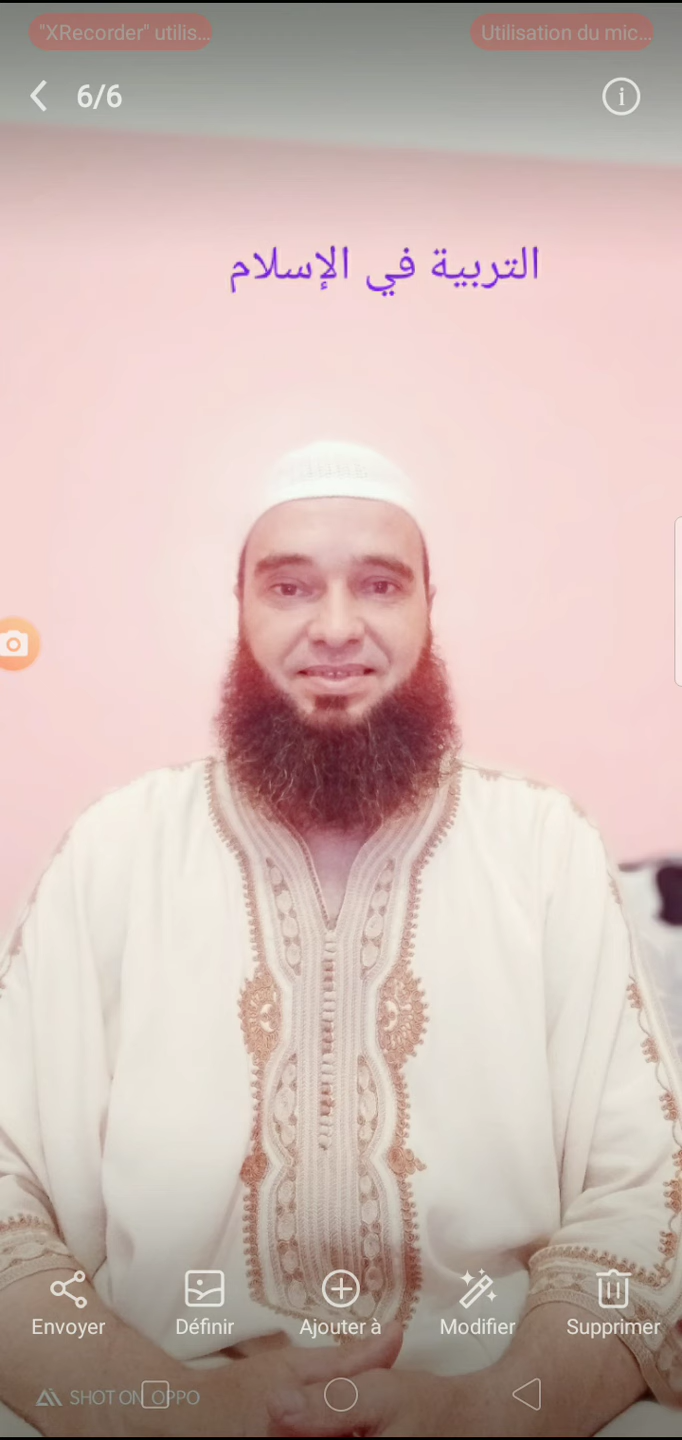 "XRecorder" utilis...
Utilisation du mic...
6/6
التربية في الإسلام
Envoyer
Définir
Ajouter à
Modifier
Supprimer
SHOT ON OPPO